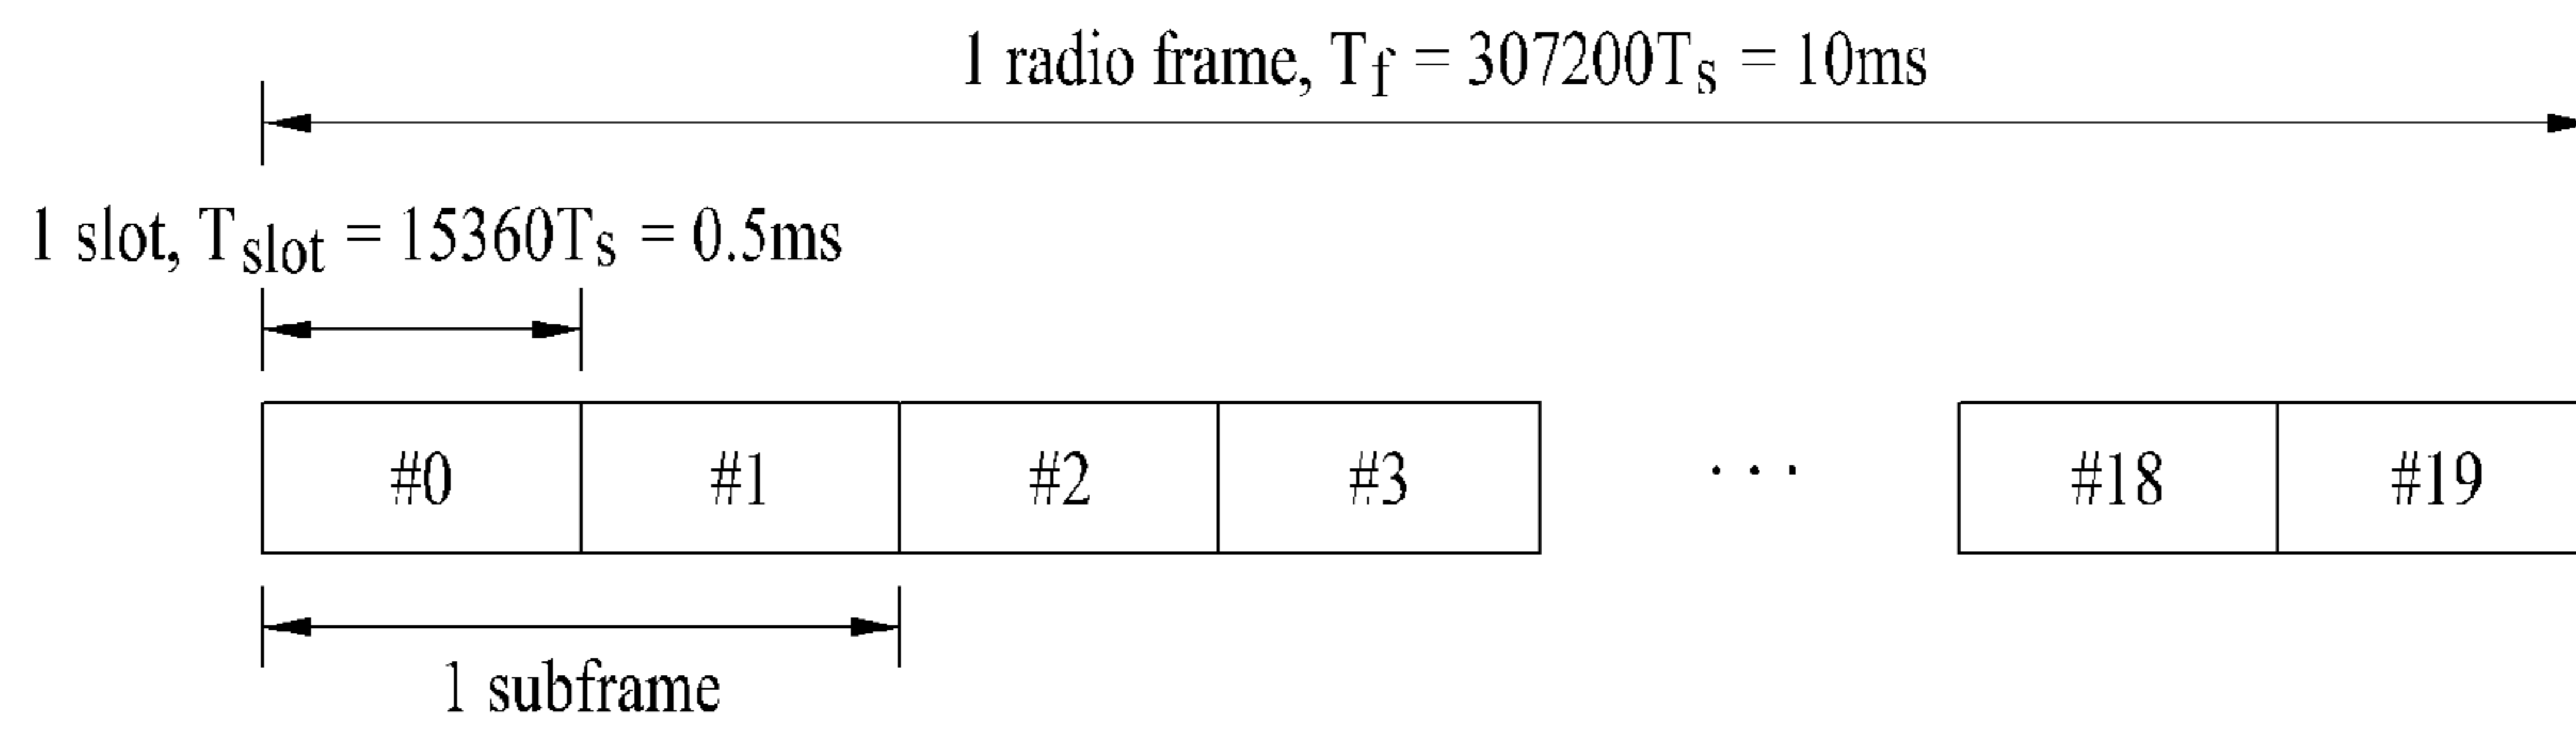 1 radio frame, Tf = 307200Ts = 10ms
1 slot, Tslot = 15360Ts = 0.5ms
#0 #1 #2 #3 . . . #18 #19
1 subframe